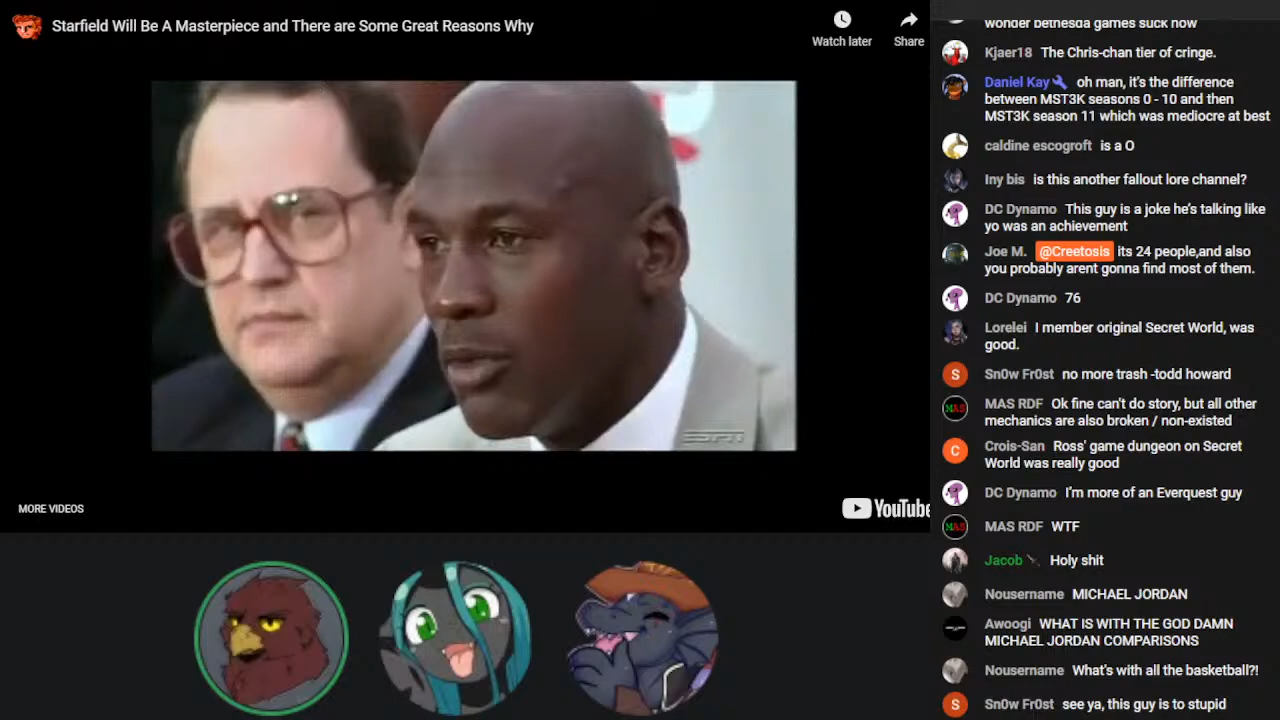 Starfield Will Be A Masterpiece and There are Some Great Reasons Why
Watch later
Share
ESPN
MORE VIDEOS
YouTube
wonder bethesda games suck now
Kjaer18 The Chris-chan tier of cringe.
Daniel Kay oh man, it's the difference
between MST3K seasons 0 - 10 and then
MST3K season 11 which was mediocre at best
caldine escogroft is a O
Iny bis is this another fallout lore channel?
DC Dynamo This guy is a joke he's talking like
yo was an achievement
Joe M. @Creetosis its 24 people,and also
you probably arent gonna find most of them.
DC Dynamo 76
Lorelei I member original Secret World, was
good.
S
Sn0w Fr0st no more trash -todd howard
MAS
MAS RDF Ok fine can't do story, but all other
mechanics are also broken / non-existed
C
Crois-San Ross' game dungeon on Secret
World was really good
DC Dynamo I'm more of an Everquest guy
MAS
MAS RDF WTF
Jacob Holy shit
Nousername MICHAEL JORDAN
Awoogi WHAT IS WITH THE GOD DAMN
MICHAEL JORDAN COMPARISONS
Nousername What's with all the basketball?!
S
Sn0w Fr0st see ya, this guy is to stupid